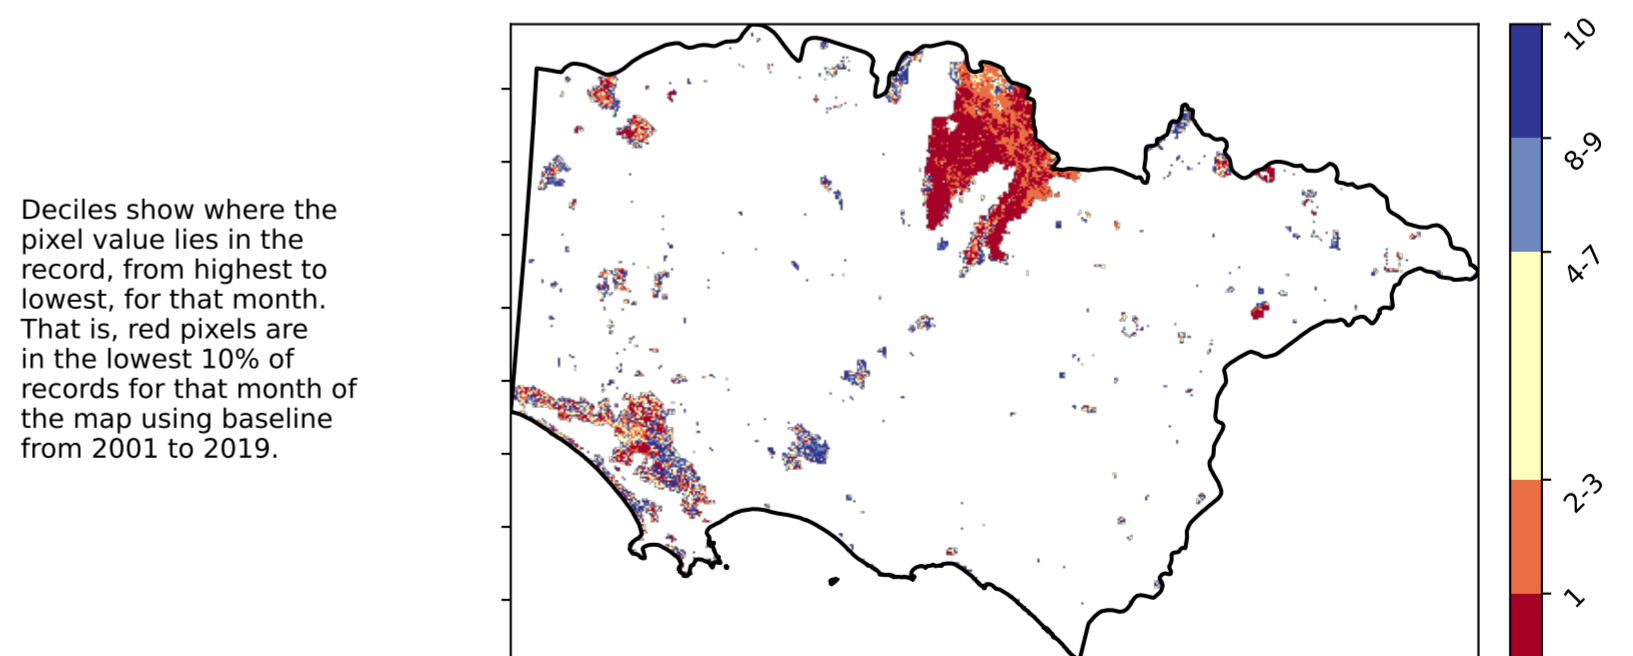 Deciles show where the
pixel value lies in the
record, from highest to
lowest, for that month.
That is, red pixels are
in the lowest 10% of
records for that month of
the map using baseline
from 2001 to 2019.
10
8-9
4-7
2-3
1